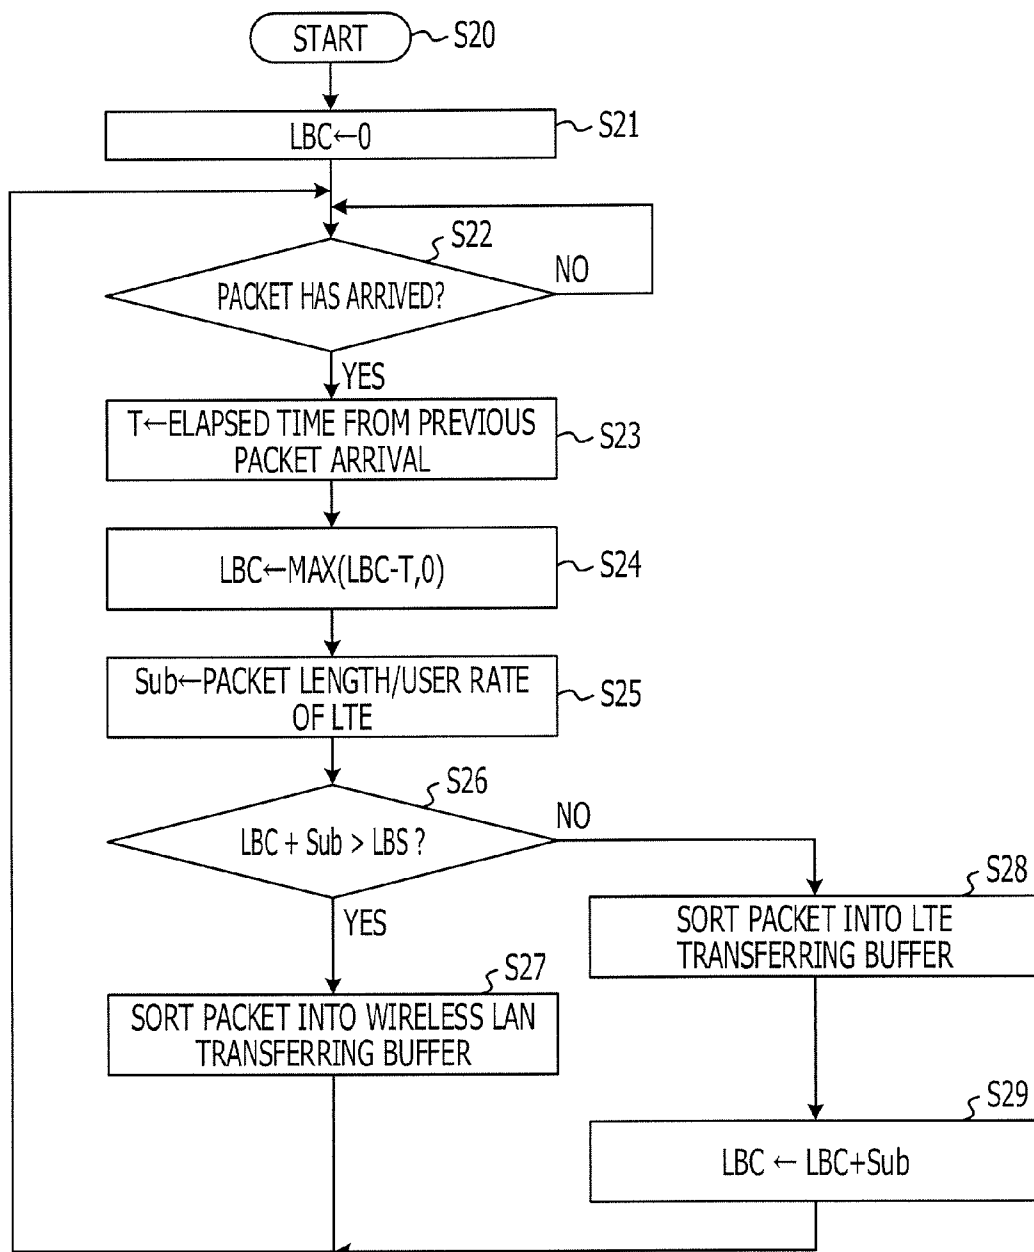 START
S20
LBC←0
S21
S22
NO
PACKET HAS ARRIVED?
YES
T←ELAPSED TIME FROM PREVIOUS
PACKET ARRIVAL
S23
LBC←MAX(LBC-T,0)
S24
Sub←PACKET LENGTH/USER RATE
OF LTE
S25
S26
NO
LBC + Sub > LBS ?
YES
S28
SORT PACKET INTO LTE
TRANSFERRING BUFFER
S27
SORT PACKET INTO WIRELESS LAN
TRANSFERRING BUFFER
S29
LBC ← LBC+Sub